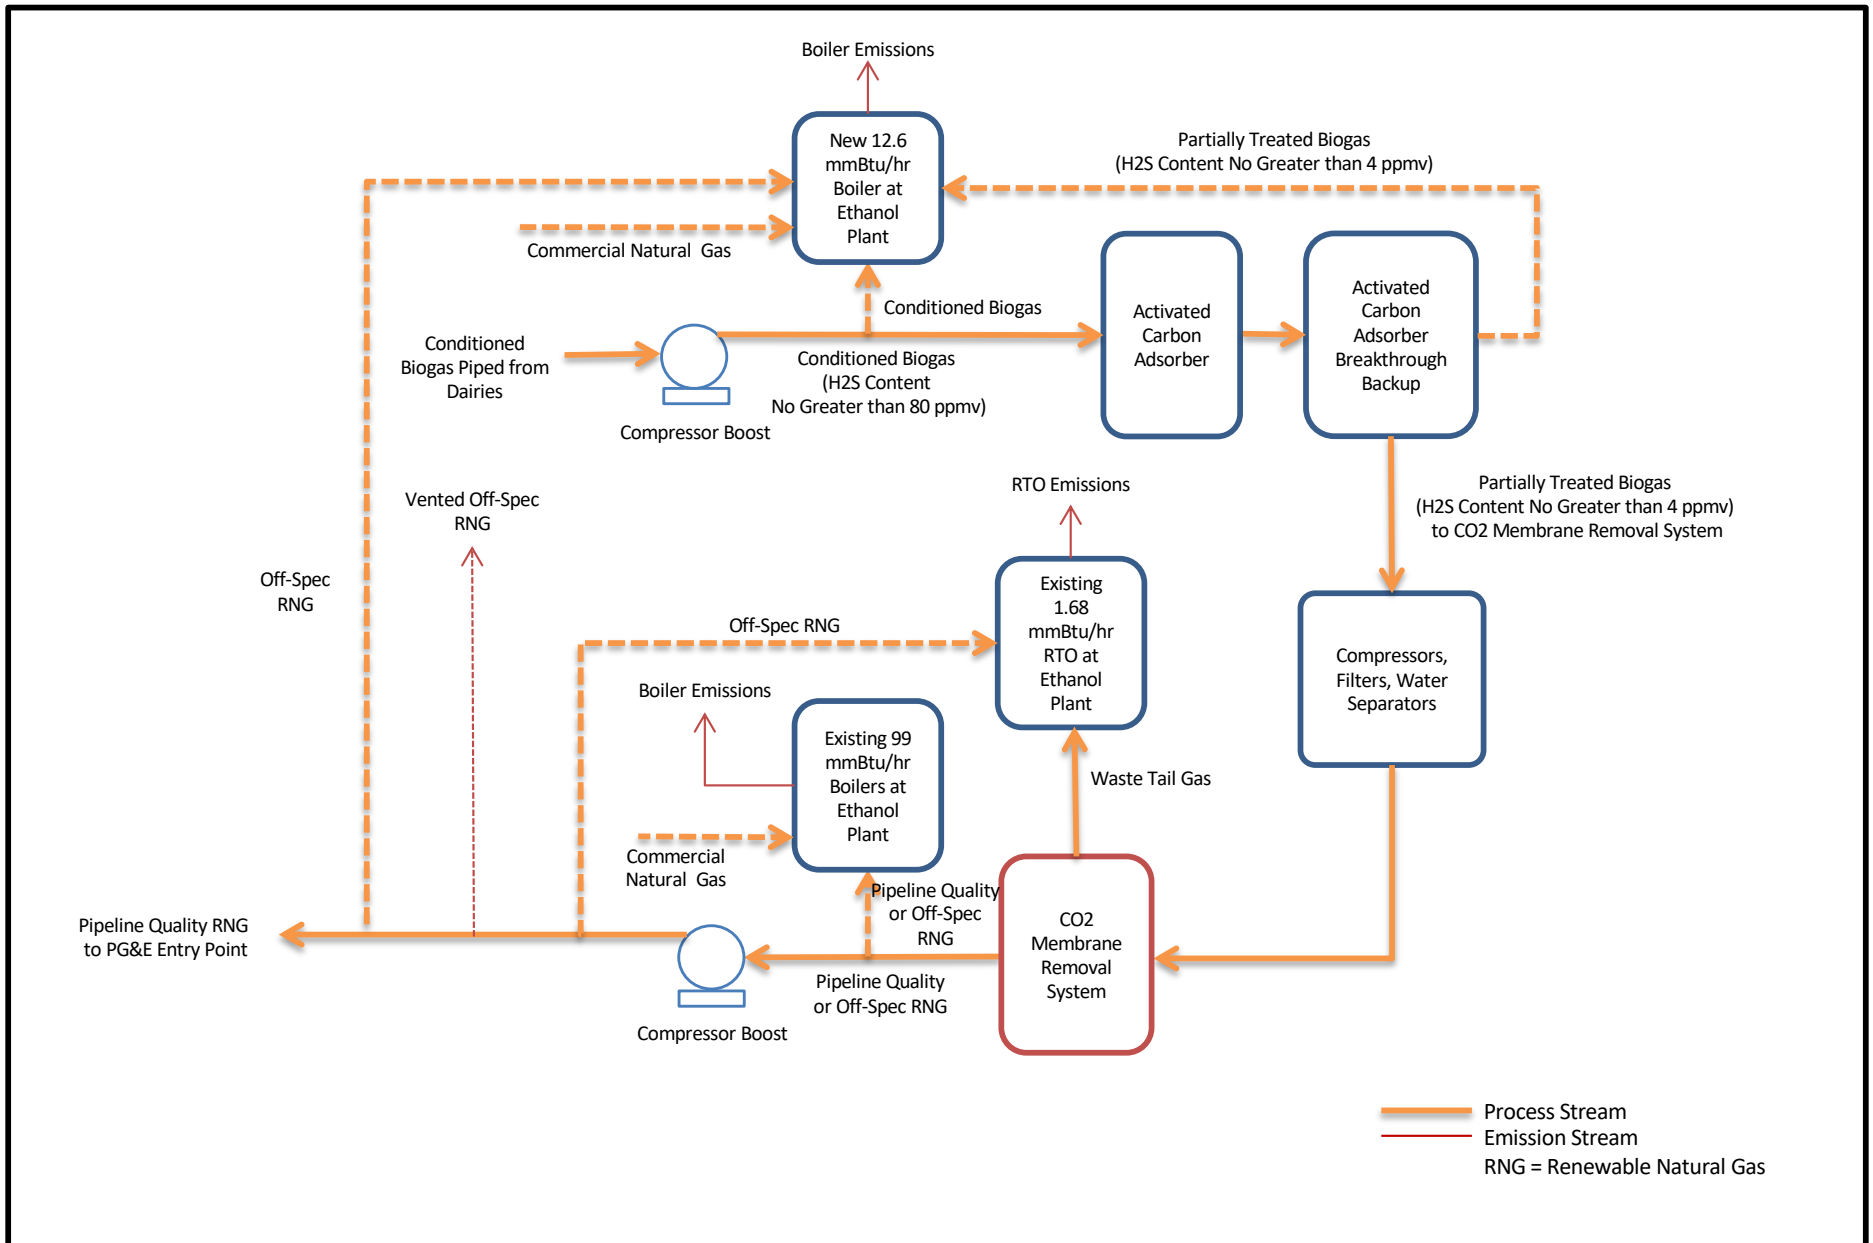 Boiler Emissions
New 12.6
mmBtu/hr
Boiler at
Ethanol
Plant
Partially Treated Biogas
(H2S Content No Greater than 4 ppmv)
Commercial Natural Gas
Conditioned Biogas
Conditioned
Biogas Piped from
Dairies
Compressor Boost
Conditioned Biogas
(H2S Content
No Greater than 80 ppmv)
Activated
Carbon
Adsorber
Activated
Carbon
Adsorber
Breakthrough
Backup
Partially Treated Biogas
(H2S Content No Greater than 4 ppmv)
to CO2 Membrane Removal System
Vented Off-Spec
RNG
RTO Emissions
Off-Spec
RNG
Off-Spec RNG
Existing
1.68
mmBtu/hr
RTO at
Ethanol
Plant
Compressors,
Filters, Water
Separators
Boiler Emissions
Existing 99
mmBtu/hr
Boilers at
Ethanol
Plant
Waste Tail Gas
Commercial
Natural Gas
Pipeline Quality
or Off-Spec
RNG
CO2
Membrane
Removal
System
Pipeline Quality RNG
to PG&E Entry Point
Pipeline Quality
or Off-Spec RNG
Compressor Boost
Process Stream
Emission Stream
RNG = Renewable Natural Gas